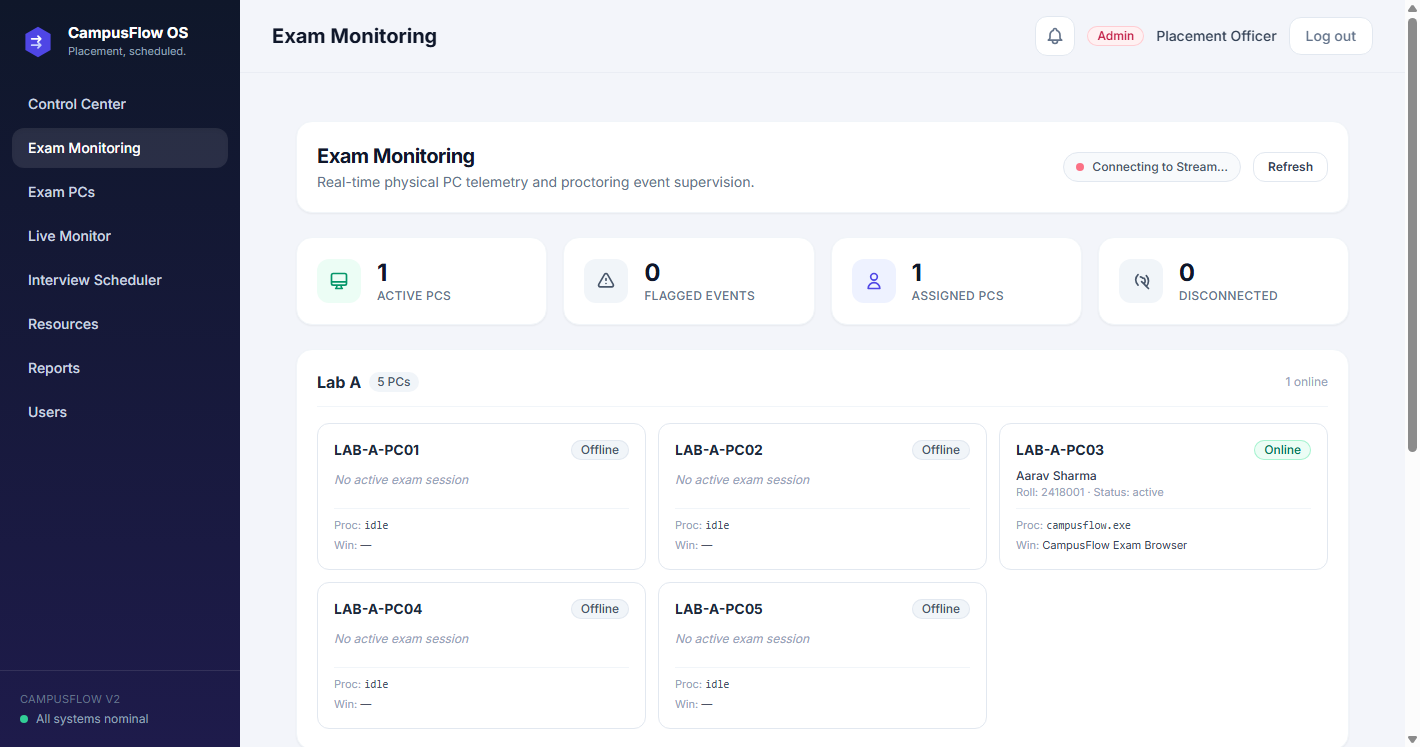 CampusFlow OS
Placement, scheduled.
Control Center
Exam Monitoring
Exam PCs
Live Monitor
Interview Scheduler
Resources
Reports
Users
CAMPUSFLOW V2
All systems nominal
Exam Monitoring
Admin
Placement Officer
Log out
Exam Monitoring
Real-time physical PC telemetry and proctoring event supervision.
Connecting to Stream...
Refresh
1
ACTIVE PCS
0
FLAGGED EVENTS
1
ASSIGNED PCS
0
DISCONNECTED
Lab A
5 PCs
1 online
LAB-A-PC01
Offline
No active exam session
Proc: idle
Win: —
LAB-A-PC02
Offline
No active exam session
Proc: idle
Win: —
LAB-A-PC03
Online
Aarav Sharma
Roll: 2418001 · Status: active
Proc: campusflow.exe
Win: CampusFlow Exam Browser
LAB-A-PC04
Offline
No active exam session
Proc: idle
Win: —
LAB-A-PC05
Offline
No active exam session
Proc: idle
Win: —